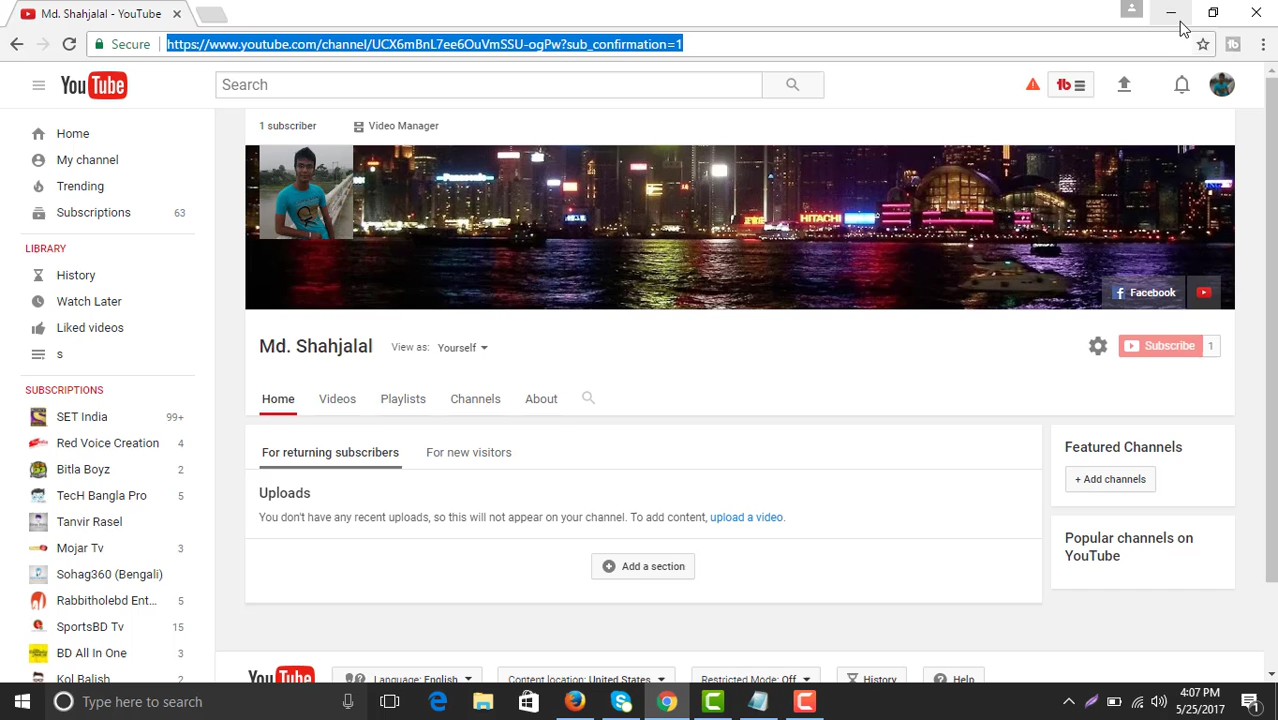 Md. Shahjalal - YouTube
Secure https://www.youtube.com/channel/UCX6mBnL7ee6OuVmSSU-ogPw?sub_confirmation=1
YouTube
Search
1 subscriber
Video Manager
Home
My channel
Trending
Subscriptions 63
LIBRARY
History
Watch Later
Liked videos
s
SUBSCRIPTIONS
SET India 99+
Red Voice Creation 4
Bitla Boyz 2
TecH Bangla Pro 5
Tanvir Rasel
Mojar Tv 3
Sohag360 (Bengali)
Rabbitholebd Ent... 5
SportsBD Tv 15
BD All In One 3
Kol Balish
Panasonic
HITACHI
Facebook
Md. Shahjalal
View as: Yourself
Subscribe 1
Home Videos Playlists Channels About
For returning subscribers For new visitors
Uploads
You don't have any recent uploads, so this will not appear on your channel. To add content, upload a video.
Add a section
Featured Channels
+ Add channels
Popular channels on
YouTube
YouTube
Language: English
Content location: United States
Restricted Mode: Off
History
Help
Type here to search
4:07 PM
5/25/2017
1